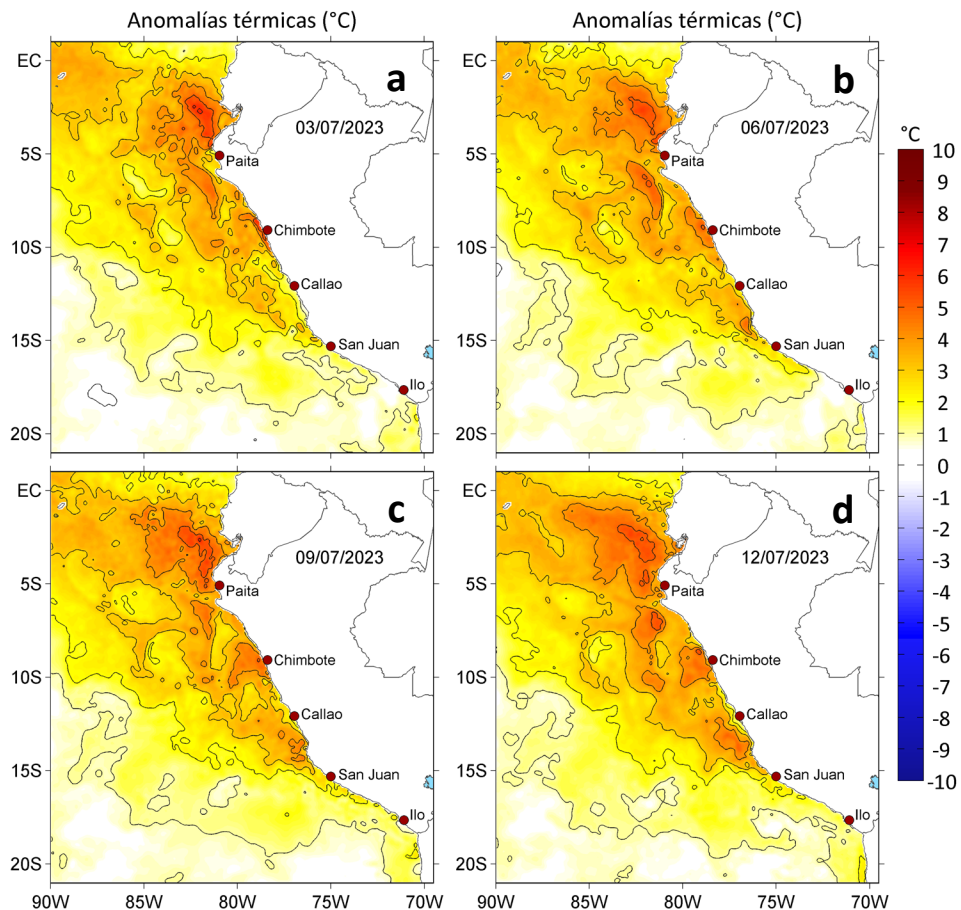 Anomalías térmicas (°C)
Anomalías térmicas (°C)
EC
5S
10S
15S
20S
a
03/07/2023
Paita
Chimbote
Callao
San Juan
Ilo
EC
5S
10S
15S
20S
b
06/07/2023
Paita
Chimbote
Callao
San Juan
Ilo
°C
10
9
8
7
6
5
4
3
2
1
0
-1
-2
-3
-4
-5
-6
-7
-8
-9
-10
EC
5S
10S
15S
20S
c
09/07/2023
Paita
Chimbote
Callao
San Juan
Ilo
90W
85W
80W
75W
70W
EC
5S
10S
15S
20S
d
12/07/2023
Paita
Chimbote
Callao
San Juan
Ilo
90W
85W
80W
75W
70W